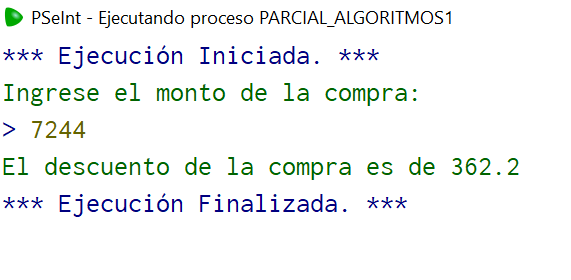 PSeInt - Ejecutando proceso PARCIAL_ALGORITMOS1
*** Ejecución Iniciada. ***
Ingrese el monto de la compra:
> 7244
El descuento de la compra es de 362.2
*** Ejecución Finalizada. ***